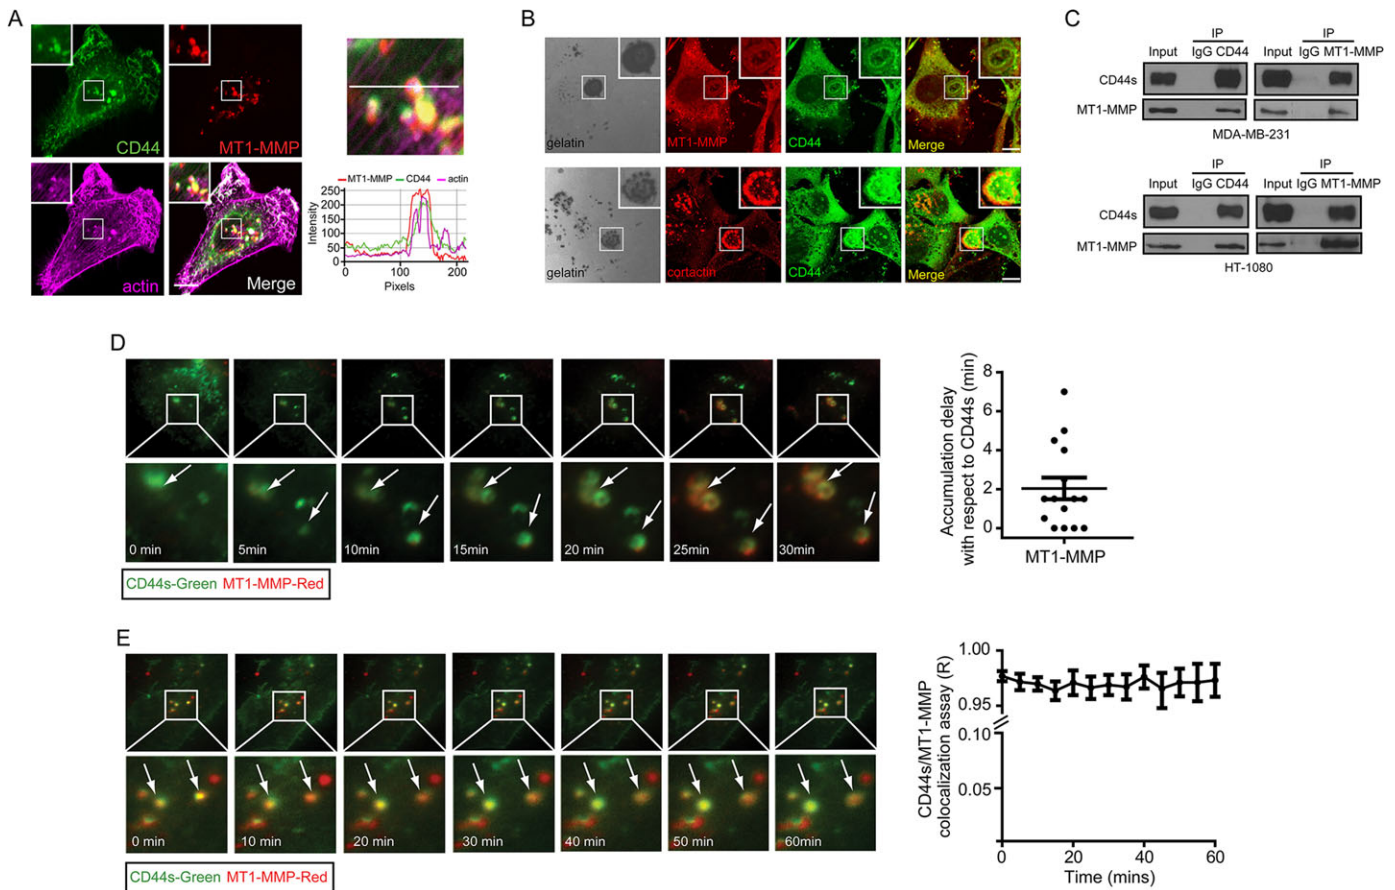 A
CD44
MT1-MMP
actin
Merge
MT1-MMP CD44 actin
Intensity
250
200
150
100
50
0
0 100 200
Pixels
B
gelatin
MT1-MMP
CD44
Merge
gelatin
cortactin
CD44
Merge
C
IP IP
Input IgG CD44 Input IgG MT1-MMP
CD44s
MT1-MMP
MDA-MB-231
IP IP
Input IgG CD44 Input IgG MT1-MMP
CD44s
MT1-MMP
HT-1080
D
0 min 5min 10min 15min 20 min 25min 30min
CD44s-Green MT1-MMP-Red
Accumulation delay
with respect to CD44s (min)
8
6
4
2
0
MT1-MMP
E
0 min 10 min 20 min 30 min 40 min 50 min 60min
CD44s-Green MT1-MMP-Red
CD44s/MT1-MMP
colocalization assay (R)
1.00
0.95
0.10
0.05
0 20 40 60
Time (mins)